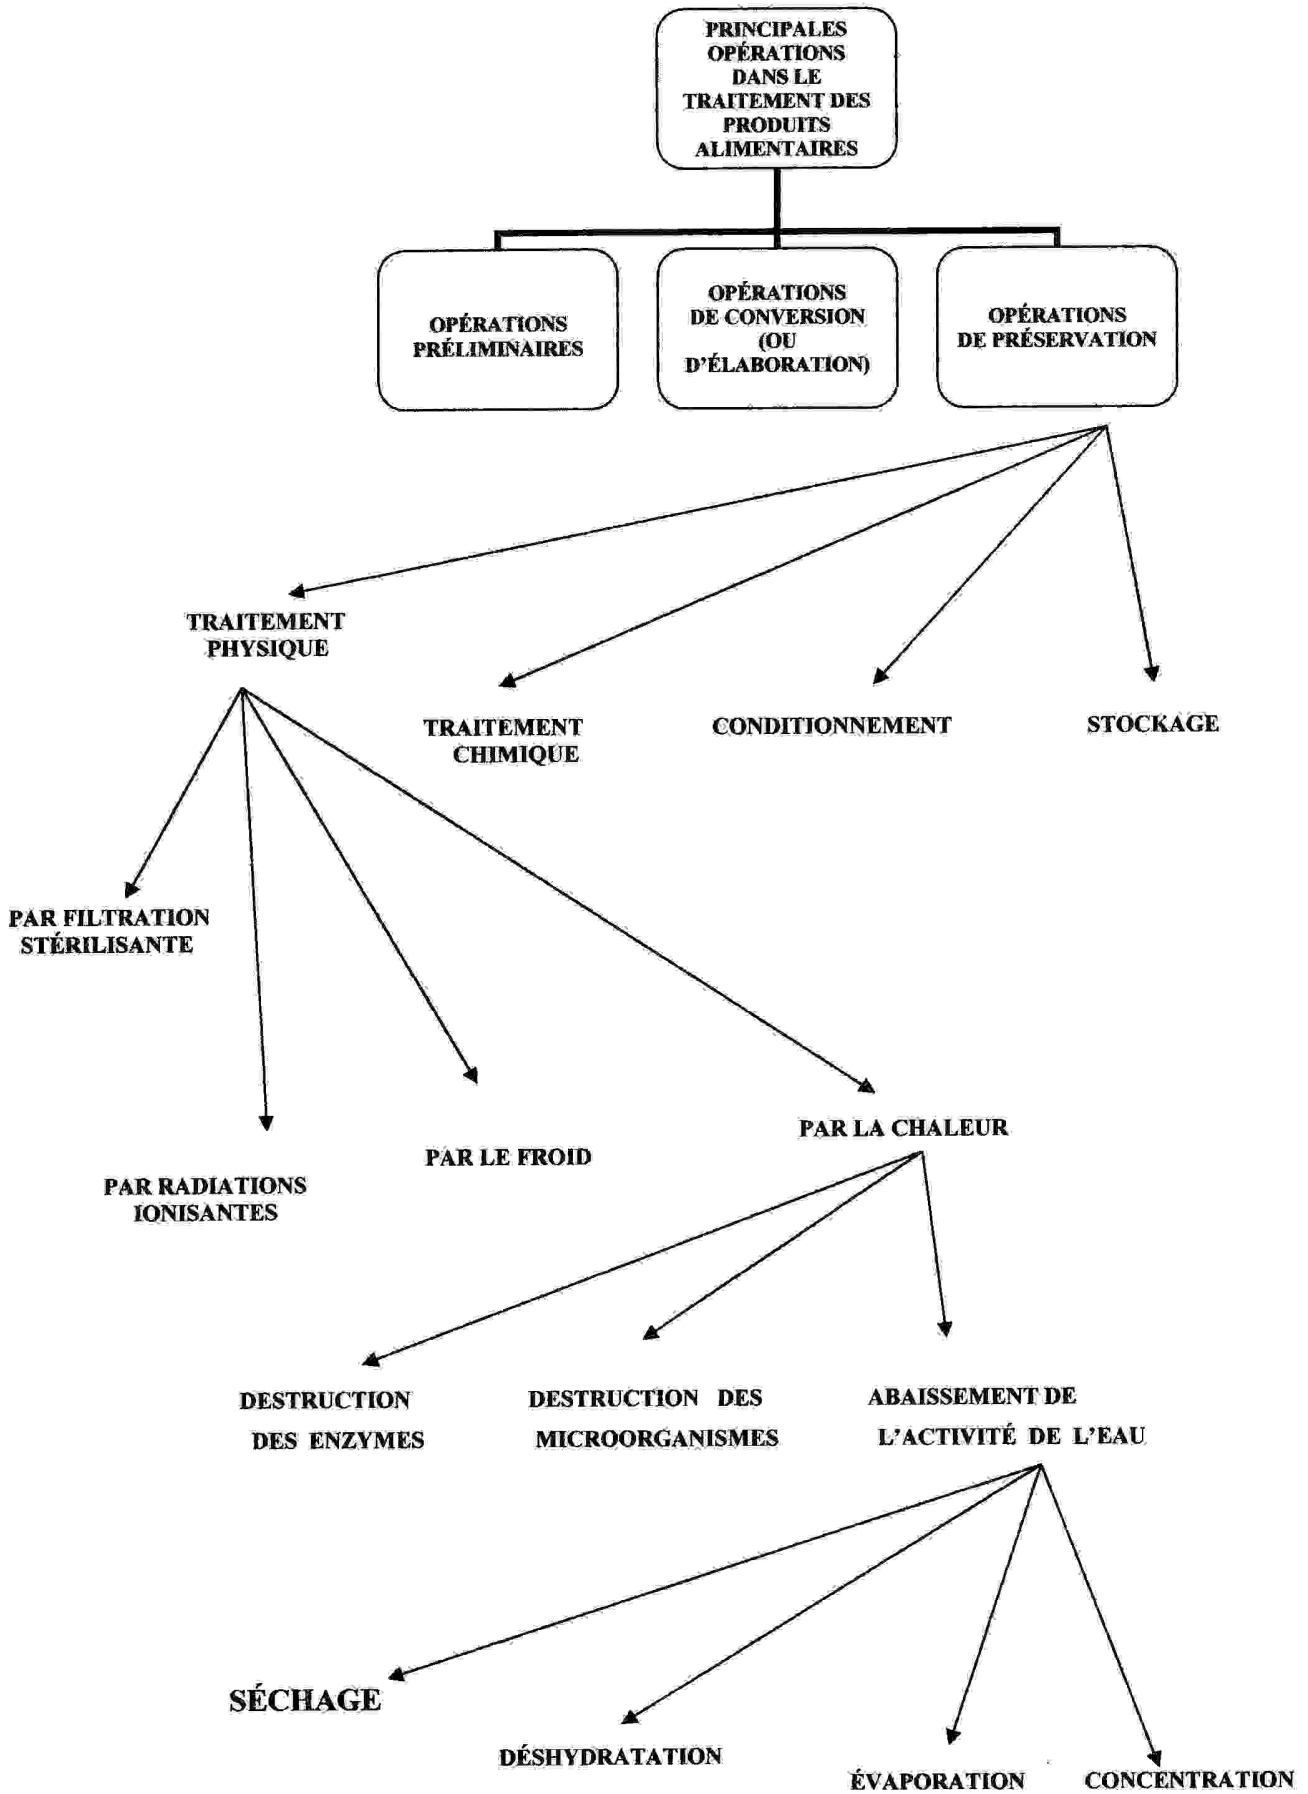 PRINCIPALES
OPÉRATIONS
DANS LE
TRAITEMENT DES
PRODUITS
ALIMENTAIRES
OPÉRATIONS
PRÉLIMINAIRES
OPÉRATIONS
DE CONVERSION
(OU
D'ÉLABORATION)
OPÉRATIONS
DE PRÉSERVATION
TRAITEMENT
PHYSIQUE
TRAITEMENT
CHIMIQUE
CONDITIONNEMENT
STOCKAGE
PAR FILTRATION
STÉRILISANTE
PAR RADIATIONS
IONISANTES
PAR LE FROID
PAR LA CHALEUR
DESTRUCTION
DES ENZYMES
DESTRUCTION DES
MICROORGANISMES
ABAISSEMENT DE
L'ACTIVITÉ DE L'EAU
SÉCHAGE
DÉSHYDRATATION
ÉVAPORATION
CONCENTRATION